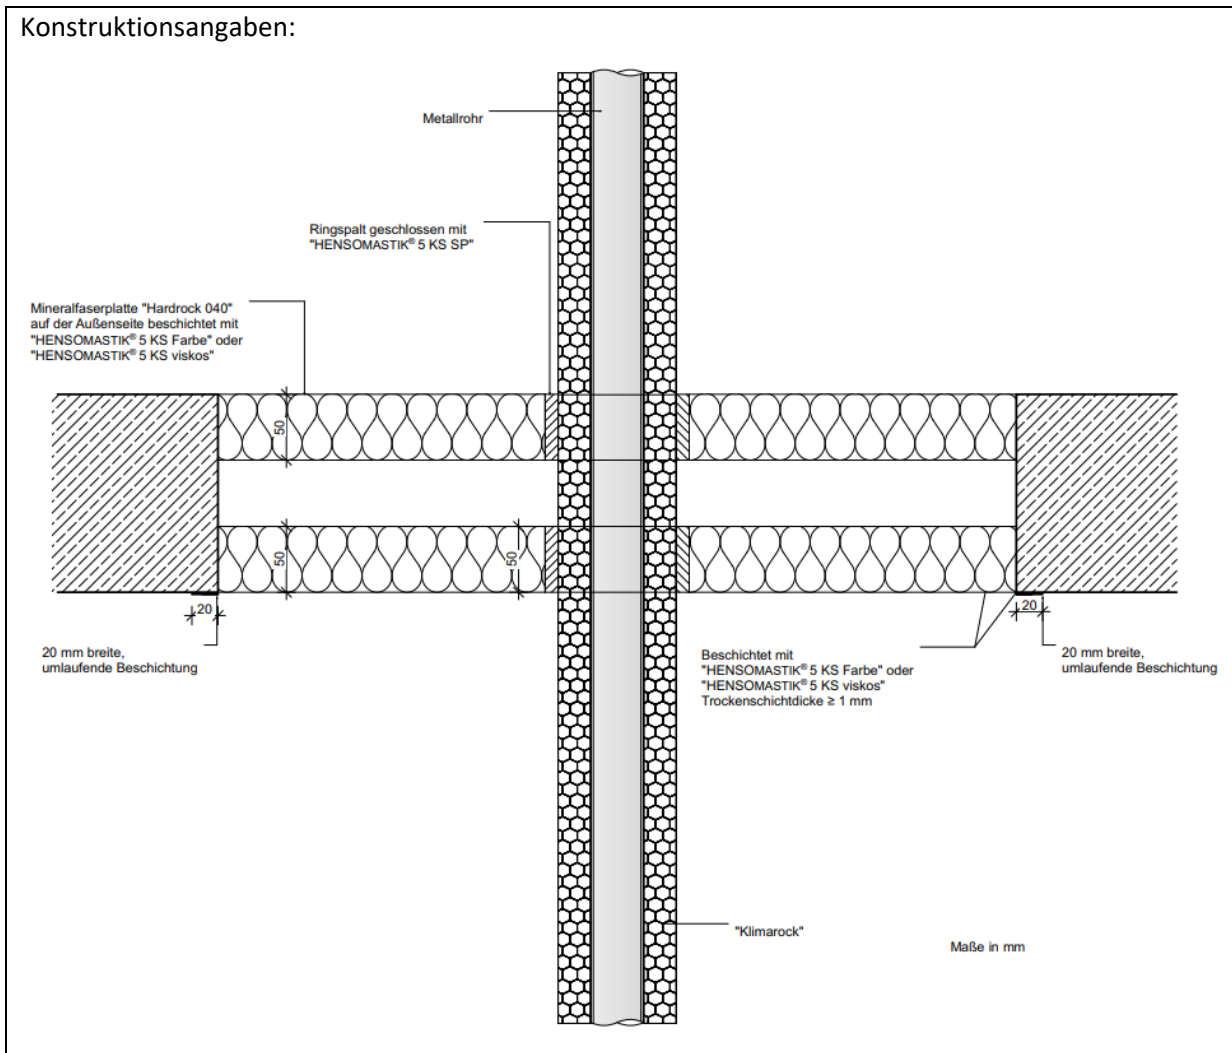 Konstruktionsangaben:
Metallrohr
Ringspalt geschlossen mit
"HENSOMASTIK® 5 KS SP"
Mineralfaserplatte "Hardrock 040"
auf der Außenseite beschichtet mit
"HENSOMASTIK® 5 KS Farbe" oder
"HENSOMASTIK® 5 KS viskos"
50
50
50
20
20
20 mm breite,
umlaufende Beschichtung
Beschichtet mit
"HENSOMASTIK® 5 KS Farbe" oder
"HENSOMASTIK® 5 KS viskos"
Trockenschichtdicke ≥ 1 mm
20 mm breite,
umlaufende Beschichtung
"Klimarock"
Maße in mm